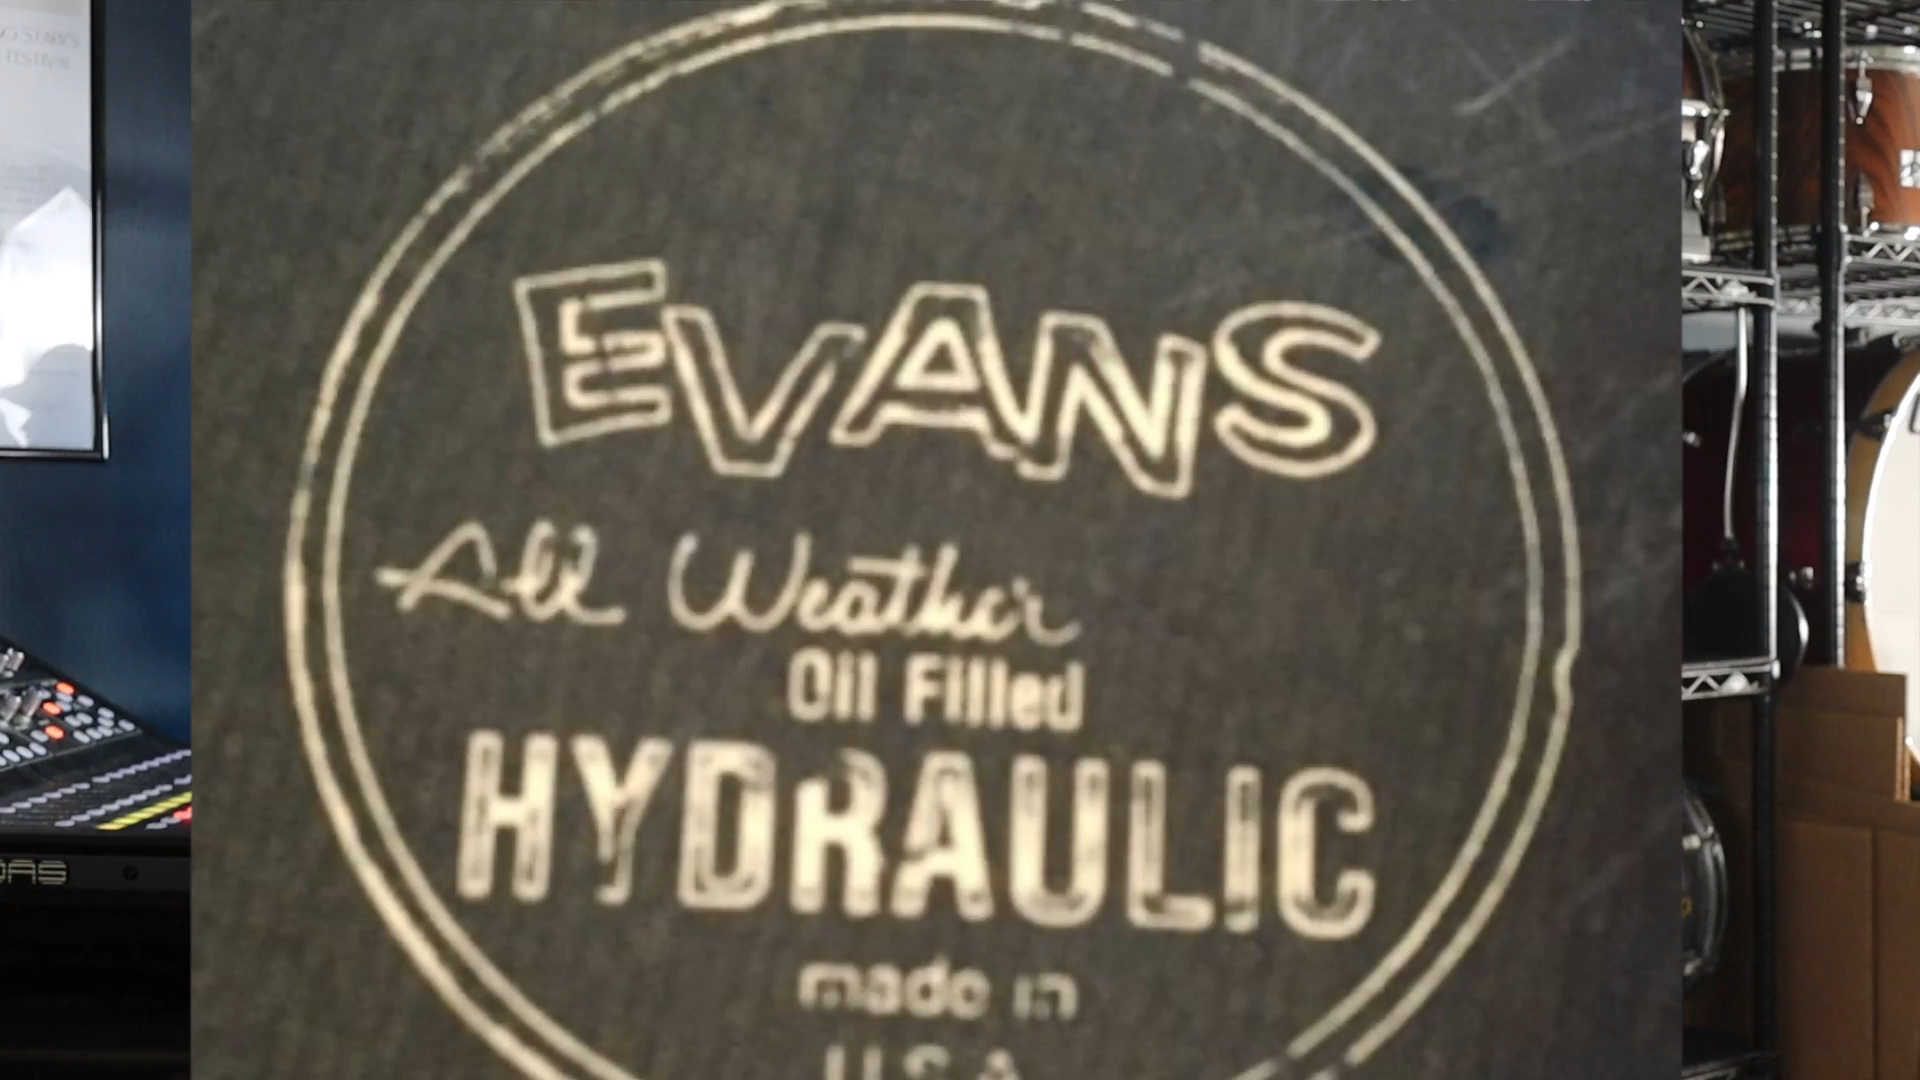 EVANS
All Weather
Oil Filled
HYDRAULIC
made in
U.S.A